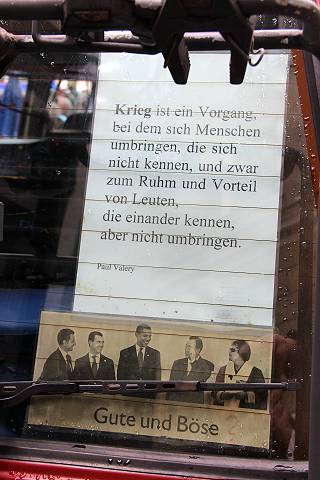 Krieg ist ein Vorgang,
bei dem sich Menschen
umbringen, die sich
nicht kennen, und zwar
zum Ruhm und Vorteil
von Leuten,
die einander kennen,
aber nicht umbringen.
Paul Valery
Gute und Böse